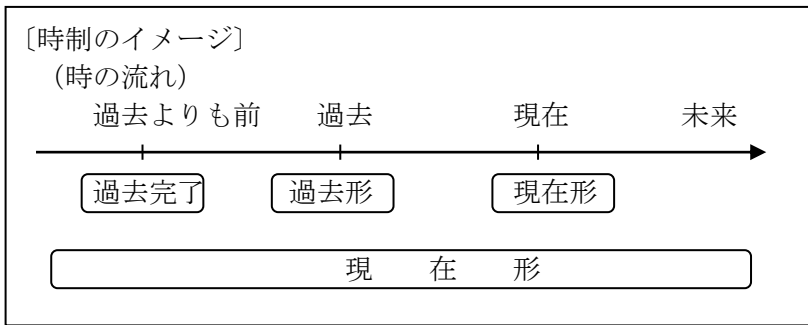 〔時制のイメージ〕
(時の流れ)
過去よりも前 過去 現在 未来
過去完了 過去形 現在形
現 在 形